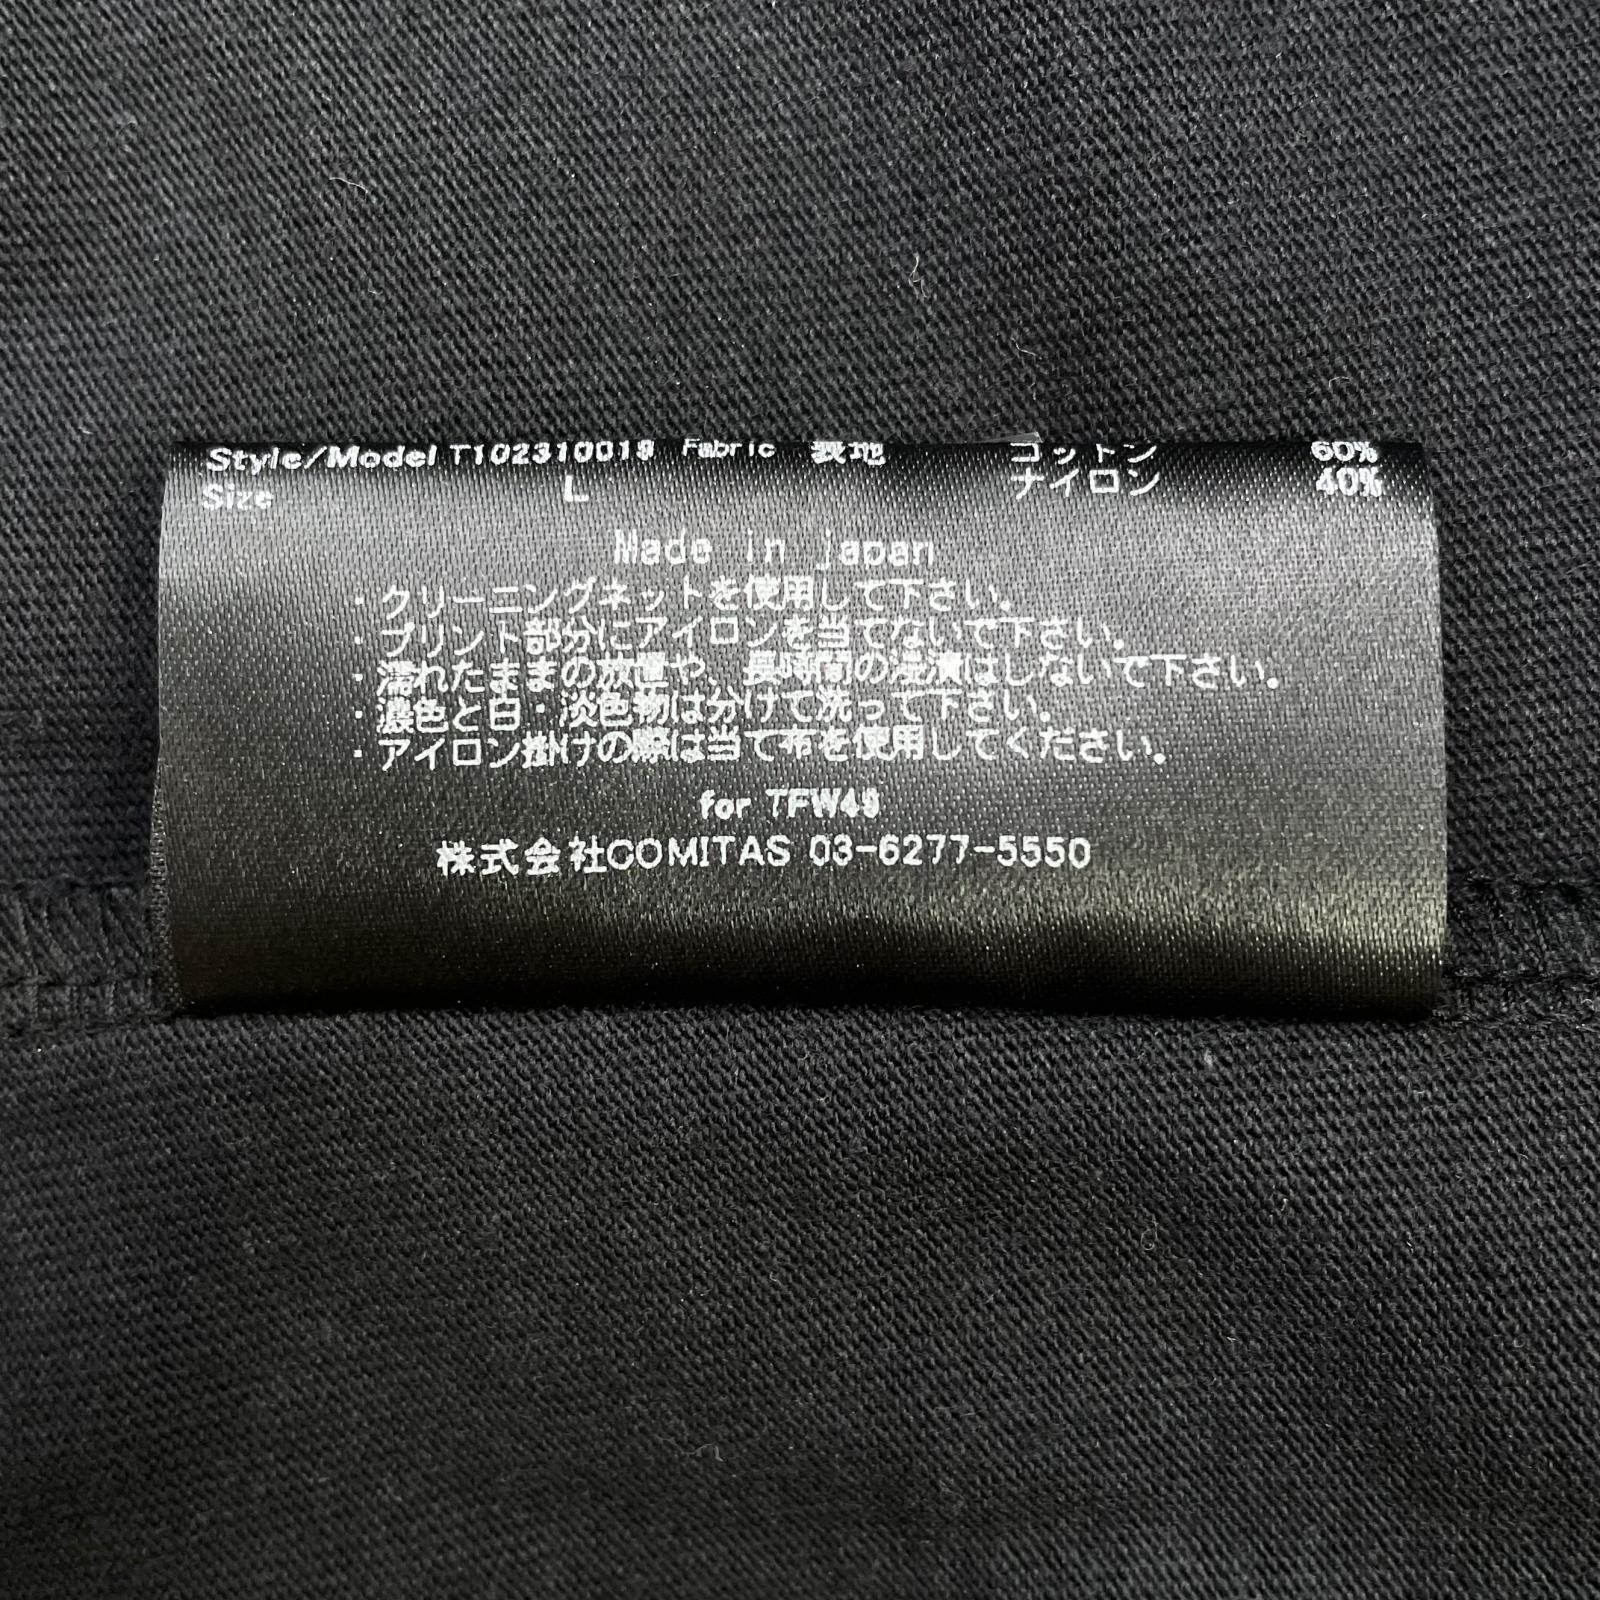 Style/Model T102310019 Fabric 表地 コットン 60%
Size L ナイロン 40%
Made in japan
・クリーニングネットを使用して下さい。
・プリント部分にアイロンを当てないで下さい。
・濡れたままの放置や、長時間の浸漬はしないで下さい。
・濃色と白・淡色物は分けて洗って下さい。
・アイロン掛けの際は当て布を使用してください。
for TFW49
株式会社COMITAS 03-6277-5550